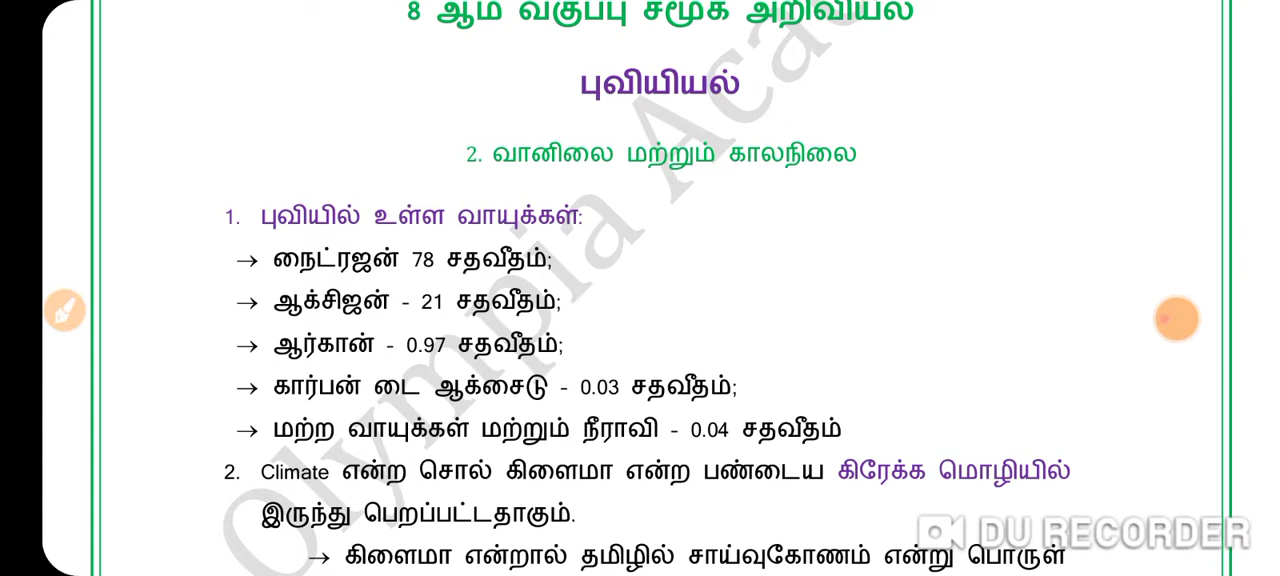 8 ஆம் வகுப்பு சமூக அறிவியல்
புவியியல்
2. வானிலை மற்றும் காலநிலை
1. புவியில் உள்ள வாயுக்கள்:
→ நைட்ரஜன் 78 சதவீதம்;
→ ஆக்சிஜன் - 21 சதவீதம்;
→ ஆர்கான் - 0.97 சதவீதம்;
→ கார்பன் டை ஆக்சைடு - 0.03 சதவீதம்;
→ மற்ற வாயுக்கள் மற்றும் நீராவி - 0.04 சதவீதம்
2. Climate என்ற சொல் கிளைமா என்ற பண்டைய கிரேக்க மொழியில்
இருந்து பெறப்பட்டதாகும்.
→ கிளைமா என்றால் தமிழில் சாய்வுகோணம் என்று பொருள்
Olympia Aca
DU RECORDER